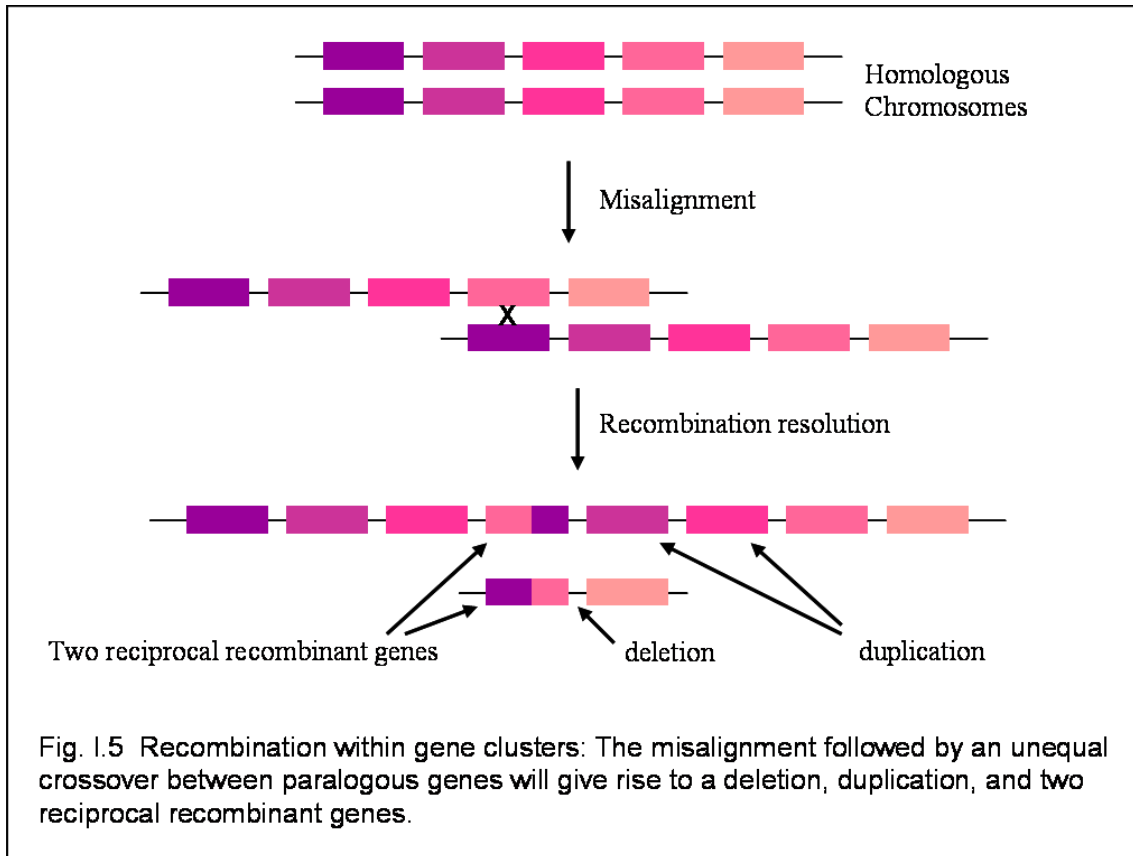 Homologous
Chromosomes
Misalignment
X
Recombination resolution
Two reciprocal recombinant genes
deletion
duplication
Fig. I.5 Recombination within gene clusters: The misalignment followed by an unequal
crossover between paralogous genes will give rise to a deletion, duplication, and two
reciprocal recombinant genes.